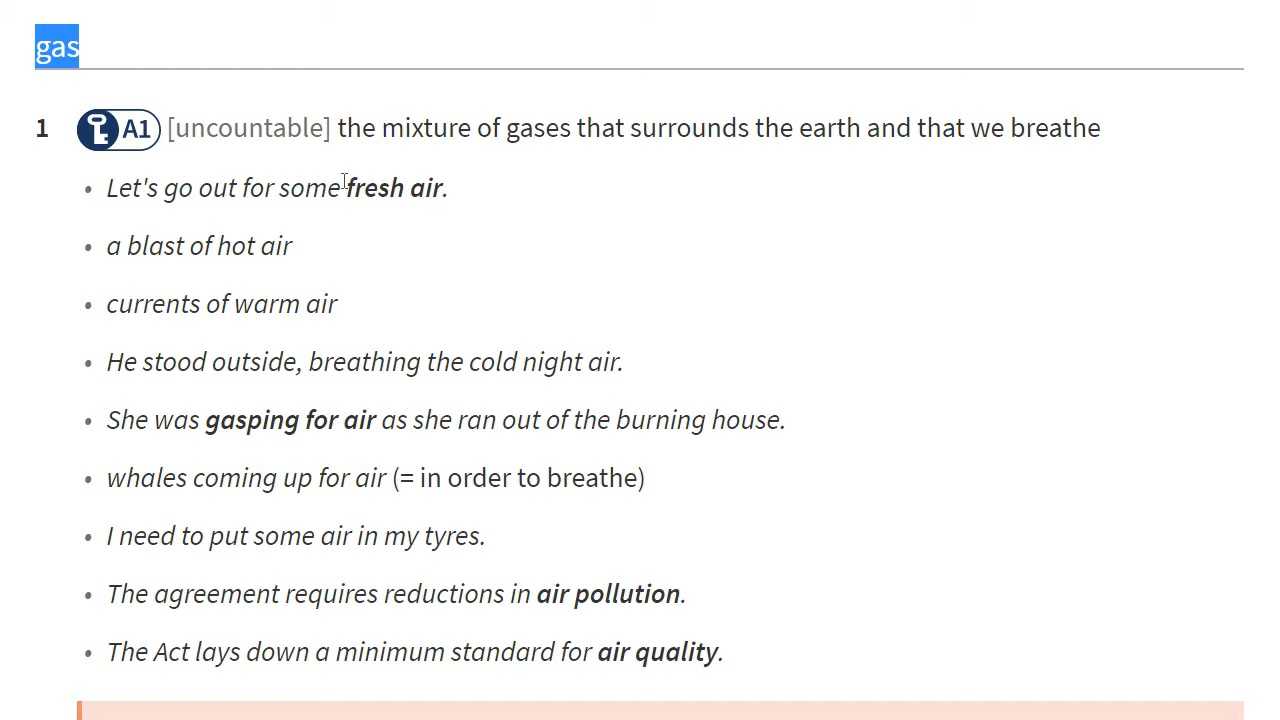 gas
1 A1 [uncountable] the mixture of gases that surrounds the earth and that we breathe
• Let's go out for some fresh air.
• a blast of hot air
• currents of warm air
• He stood outside, breathing the cold night air.
• She was gasping for air as she ran out of the burning house.
• whales coming up for air (= in order to breathe)
• I need to put some air in my tyres.
• The agreement requires reductions in air pollution.
• The Act lays down a minimum standard for air quality.